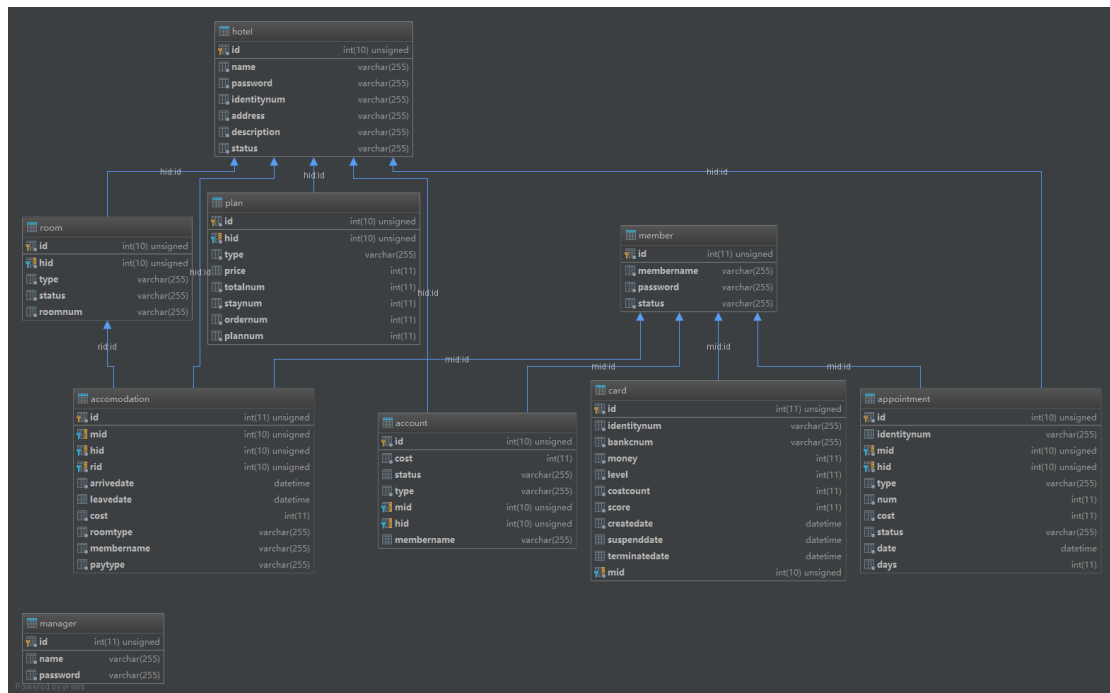 hotel
id int(10) unsigned
name varchar(255)
password varchar(255)
identitynum varchar(255)
address varchar(255)
description varchar(255)
status varchar(255)
hid:id
hid:id
hid:id
plan
id int(10) unsigned
hid int(10) unsigned
type varchar(255)
price int(11)
totalnum int(11)
staynum int(11)
ordernum int(11)
plannum int(11)
room
id int(10) unsigned
hid int(10) unsigned
type varchar(255)
status varchar(255)
roomnum varchar(255)
hid:id
hid:id
member
id int(11) unsigned
membername varchar(255)
password varchar(255)
status varchar(255)
rid:id
mid:id
mid:id
mid:id
mid:id
accomodation
id int(11) unsigned
mid int(10) unsigned
hid int(10) unsigned
rid int(10) unsigned
arrivedate datetime
leavedate datetime
cost int(11)
roomtype varchar(255)
membername varchar(255)
paytype varchar(255)
account
id int(10) unsigned
cost int(11)
status varchar(255)
type varchar(255)
mid int(10) unsigned
hid int(10) unsigned
membername varchar(255)
card
id int(11) unsigned
identitynum varchar(255)
bankcnum varchar(255)
money int(11)
level int(11)
costcount int(11)
score int(11)
createdate datetime
suspenddate datetime
terminatedate datetime
mid int(10) unsigned
appointment
id int(10) unsigned
identitynum varchar(255)
mid int(10) unsigned
hid int(10) unsigned
type varchar(255)
num int(11)
cost int(11)
status varchar(255)
date datetime
days int(11)
manager
id int(11) unsigned
name varchar(255)
password varchar(255)
Powered by yFiles